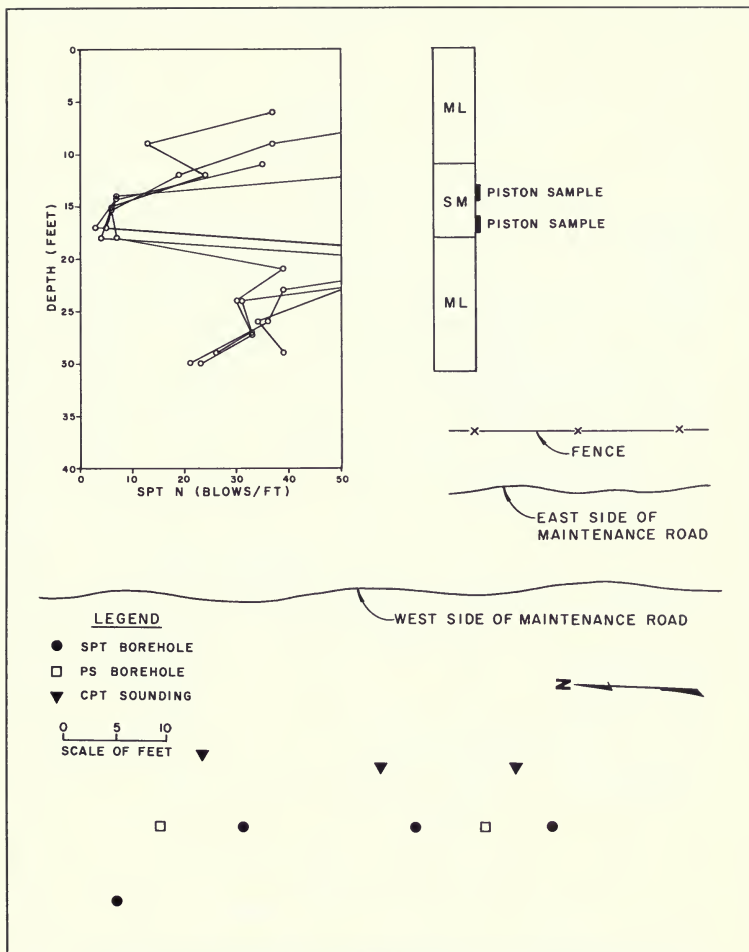 0
5
10
15
20
25
30
35
40
DEPTH (FEET)
0 10 20 30 40 50
SPT N (BLOWS/FT)
ML
SM
PISTON SAMPLE
PISTON SAMPLE
ML
FENCE
EAST SIDE OF
MAINTENANCE ROAD
WEST SIDE OF MAINTENANCE ROAD
LEGEND
SPT BOREHOLE
PS BOREHOLE
CPT SOUNDING
0 5 10
SCALE OF FEET
N